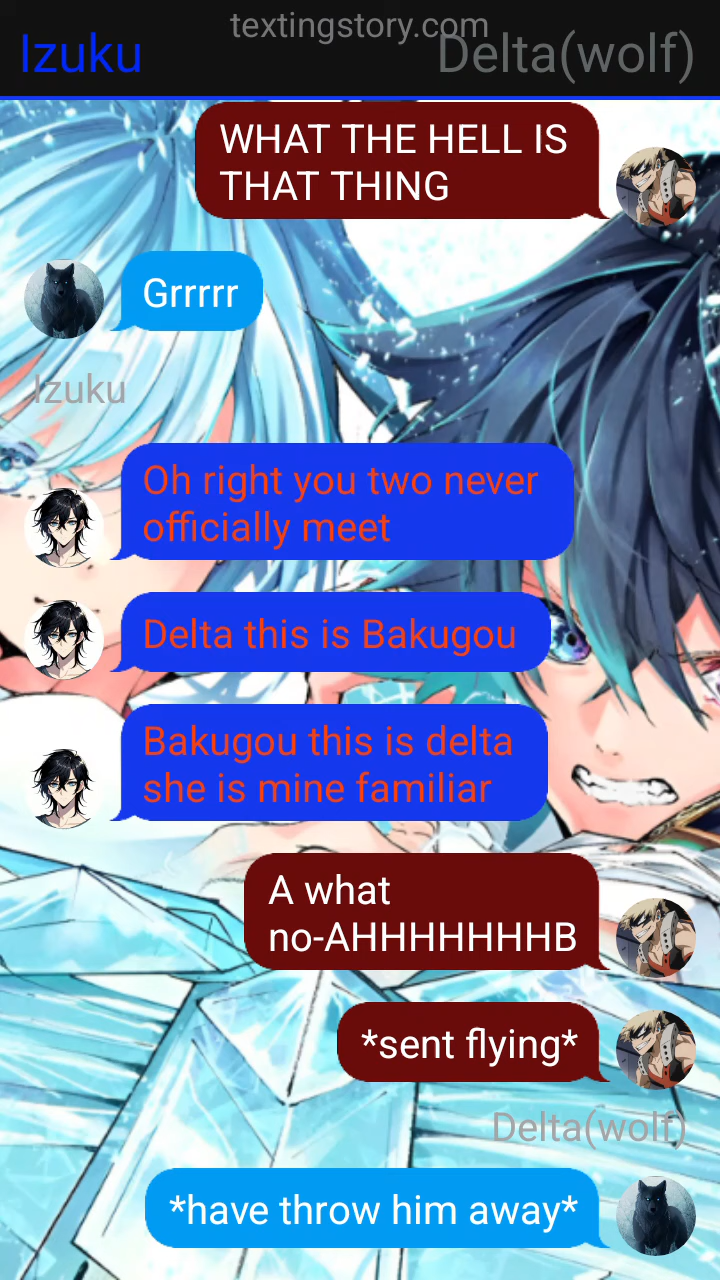 textingstory.com
Izuku
Delta(wolf)
WHAT THE HELL IS
THAT THING
Grrrrr
Izuku
Oh right you two never
officially meet
Delta this is Bakugou
Bakugou this is delta
she is mine familiar
A what
no-AHHHHHHHB
*sent flying*
Delta(wolf)
*have throw him away*